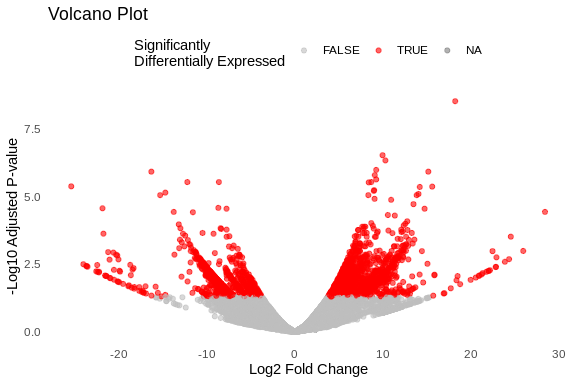 Volcano Plot
Significantly
Differentially Expressed
FALSE TRUE NA
-Log10 Adjusted P-value
7.5
5.0
2.5
0.0
-20 -10 0 10 20 30
Log2 Fold Change